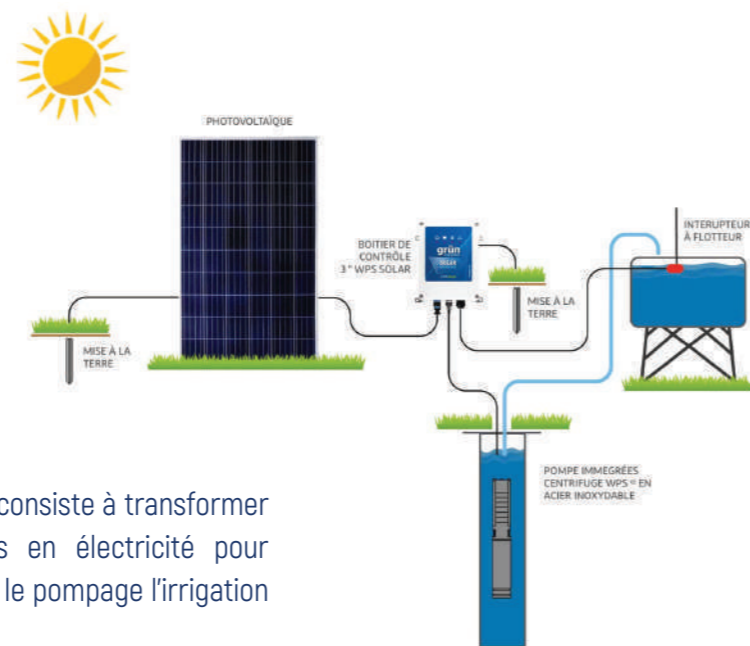 PHOTOVOLTAÏQUE
BOITIER DE
CONTRÔLE
3" WPS SOLAR
grün
SOLAR
MISE À LA
TERRE
INTERUPTEUR
À FLOTTEUR
MISE À LA
TERRE
POMPE IMMEGRÉES
CENTRIFUGE WPS EN
ACIER INOXYDABLE
consiste à transformer
s en électricité pour
le pompage l'irrigation